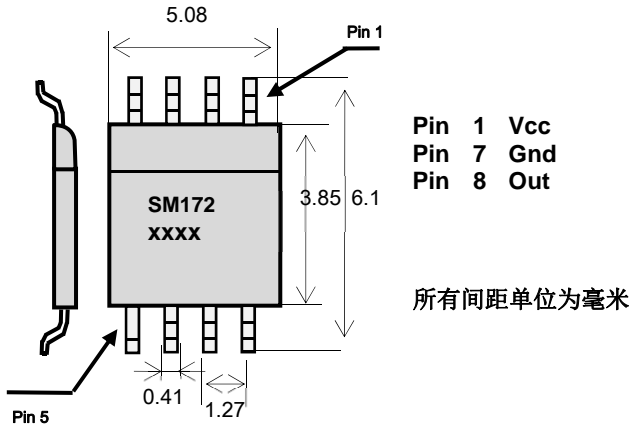 5.08
Pin 1
Pin 1 Vcc
Pin 7 Gnd
Pin 8 Out
3.85
6.1
SM172
xxxx
所有间距单位为毫米
0.41
1.27
Pin 5